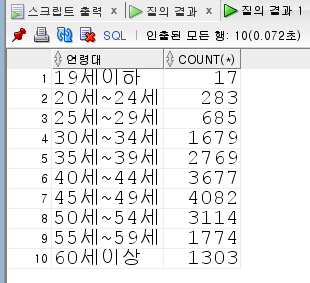 스크립트 출력 x 질의 결과 x 질의 결과 1
SQL | 인출된 모든 행: 10(0.072초)
연령대 COUNT(*)
1 19세이하 17
2 20세~24세 283
3 25세~29세 685
4 30세~34세 1679
5 35세~39세 2769
6 40세~44세 3677
7 45세~49세 4082
8 50세~54세 3114
9 55세~59세 1774
10 60세이상 1303